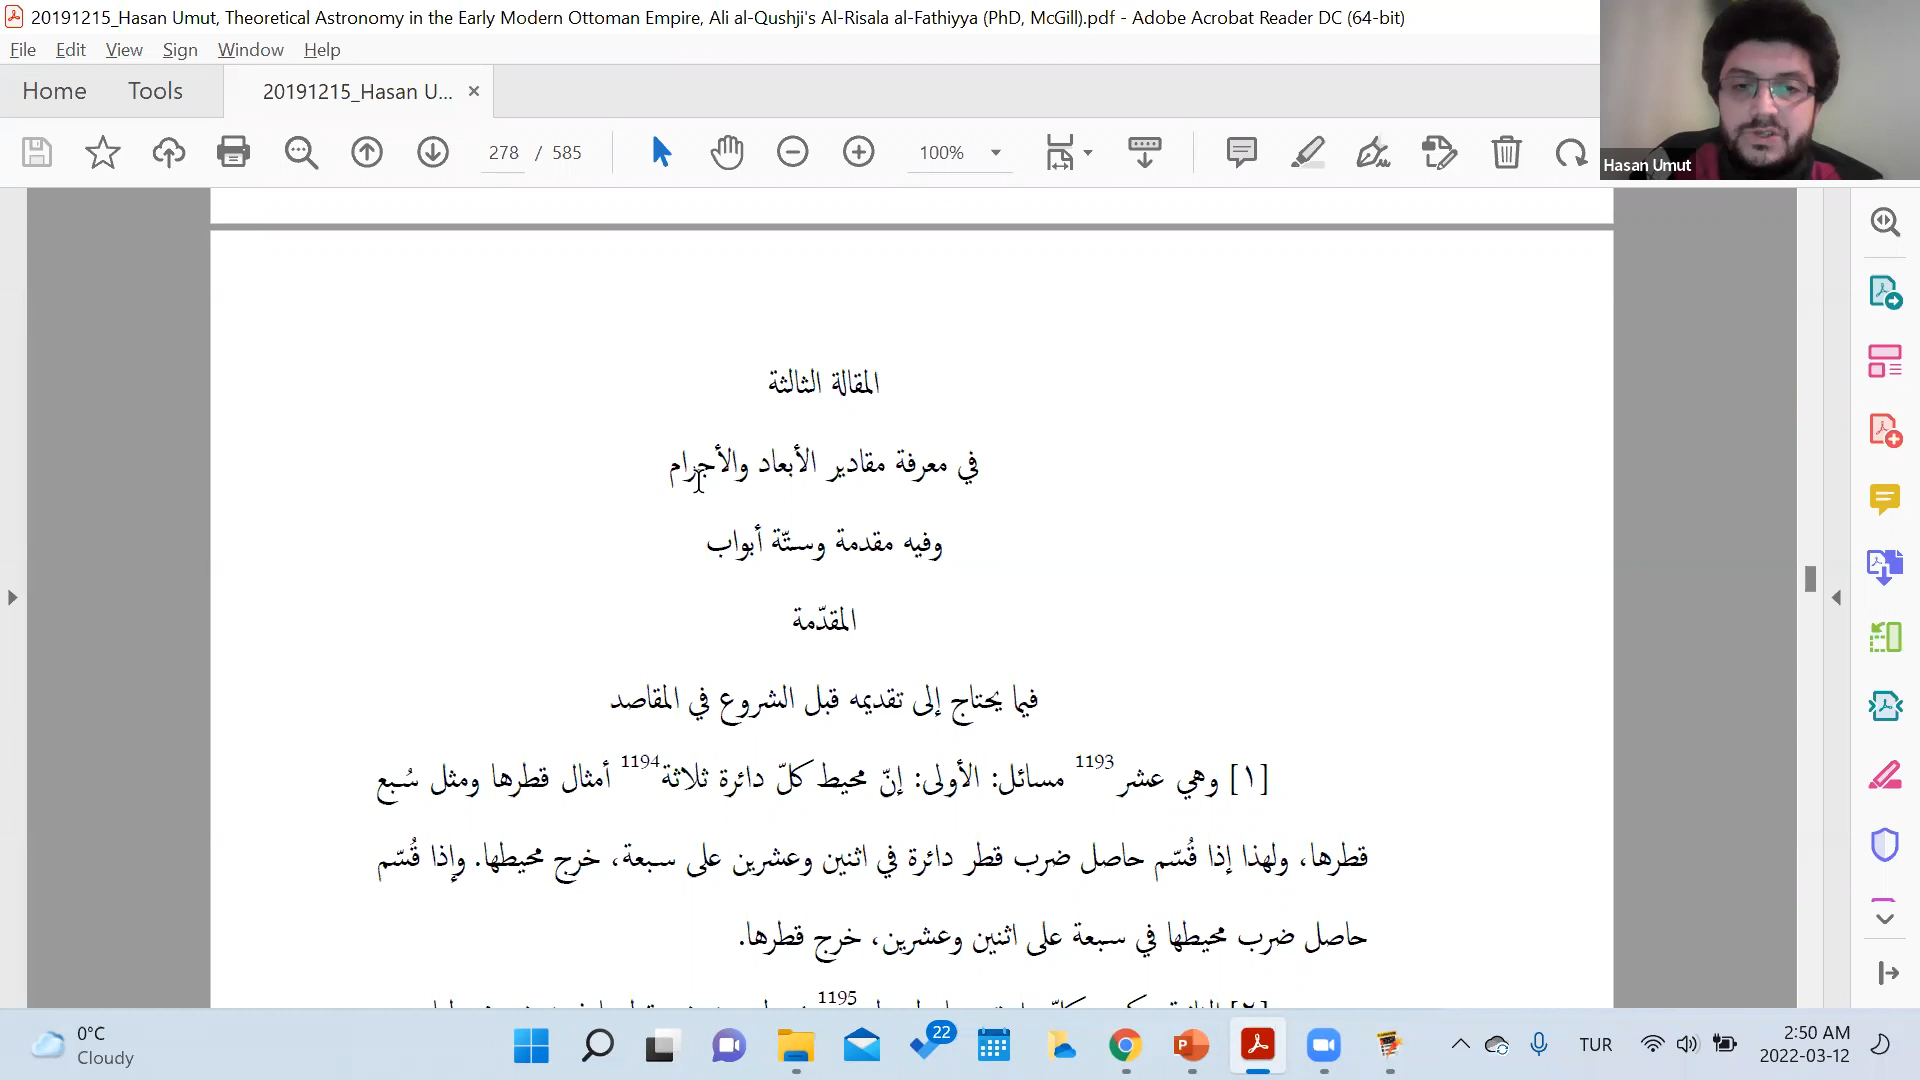 20191215_Hasan Umut, Theoretical Astronomy in the Early Modern Ottoman Empire, Ali al-Qushji's Al-Risala al-Fathiyya (PhD, McGill).pdf - Adobe Acrobat Reader DC (64-bit)
File Edit View Sign Window Help
Home Tools 20191215_Hasan U... ×
278 / 585 100%
Hasan Umut
المقالة الثالثة
في معرفة مقادير الأبعاد والأجرام
وفيه مقدمة وستّة أبواب
المقدّمة
فيما يحتاج إلى تقديمه قبل الشروع في المقاصد
[١] وهي عشر1193 مسائل: الأولى: إنّ محيط كلّ دائرة ثلاثة1194 أمثال قطرها ومثل سُبع
قطرها، ولهذا إذا قُسّم حاصل ضرب قطر دائرة في اثنين وعشرين على سبعة، خرج محيطها. وإذا قُسّم
حاصل ضرب محيطها في سبعة على اثنين وعشرين، خرج قطرها.
1195
0°C
Cloudy
22
TUR
2:50 AM
2022-03-12